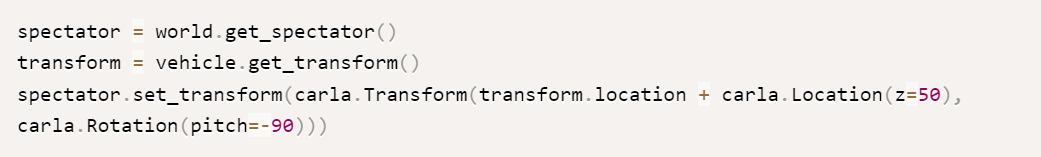 spectator = world.get_spectator()
transform = vehicle.get_transform()
spectator.set_transform(carla.Transform(transform.location + carla.Location(z=50),
carla.Rotation(pitch=-90)))